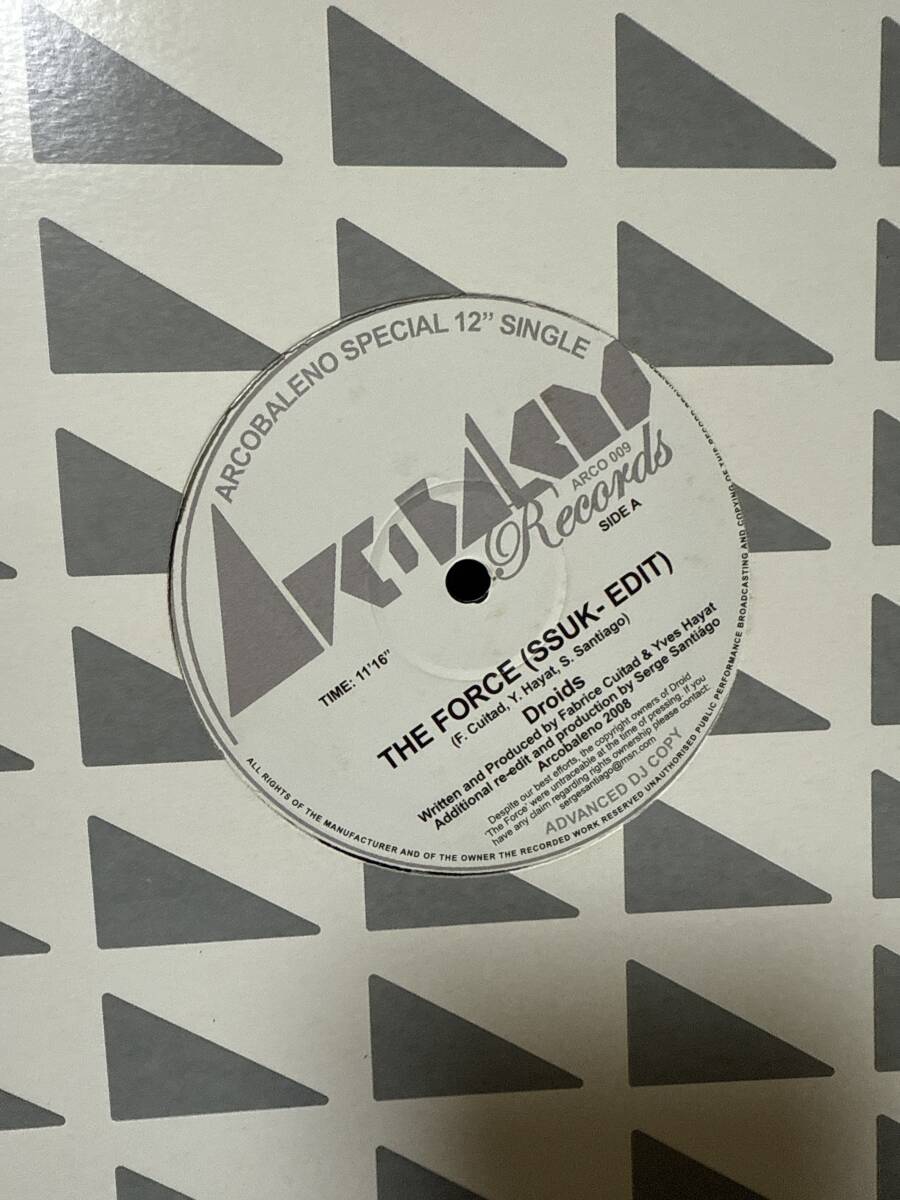 ARCOBALENO SPECIAL 12” SINGLE
Arcobaleno
Records
ARCO 009
SIDE A
TIME: 11'16”
THE FORCE (SSUK- EDIT)
(F. Cuitad, Y. Hayat, S. Santiago)
Droids
Written and Produced by Fabrice Cuitad & Yves Hayat
Additional re-edit and production by Serge Santiágo
Arcobaleno 2008
Despite our best efforts, the copyright owners of Droid
'The Force' were untraceable at the time of pressing. If you
have any claim regarding rights ownership please contact:
sergesantiago@msn.com
ADVANCED DJ COPY
ALL RIGHTS OF THE MANUFACTURER AND OF THE OWNER THE RECORDED WORK RESERVED UNAUTHORISED PUBLIC PERFORMANCE BROADCASTING AND COPYING OF THIS RECORD